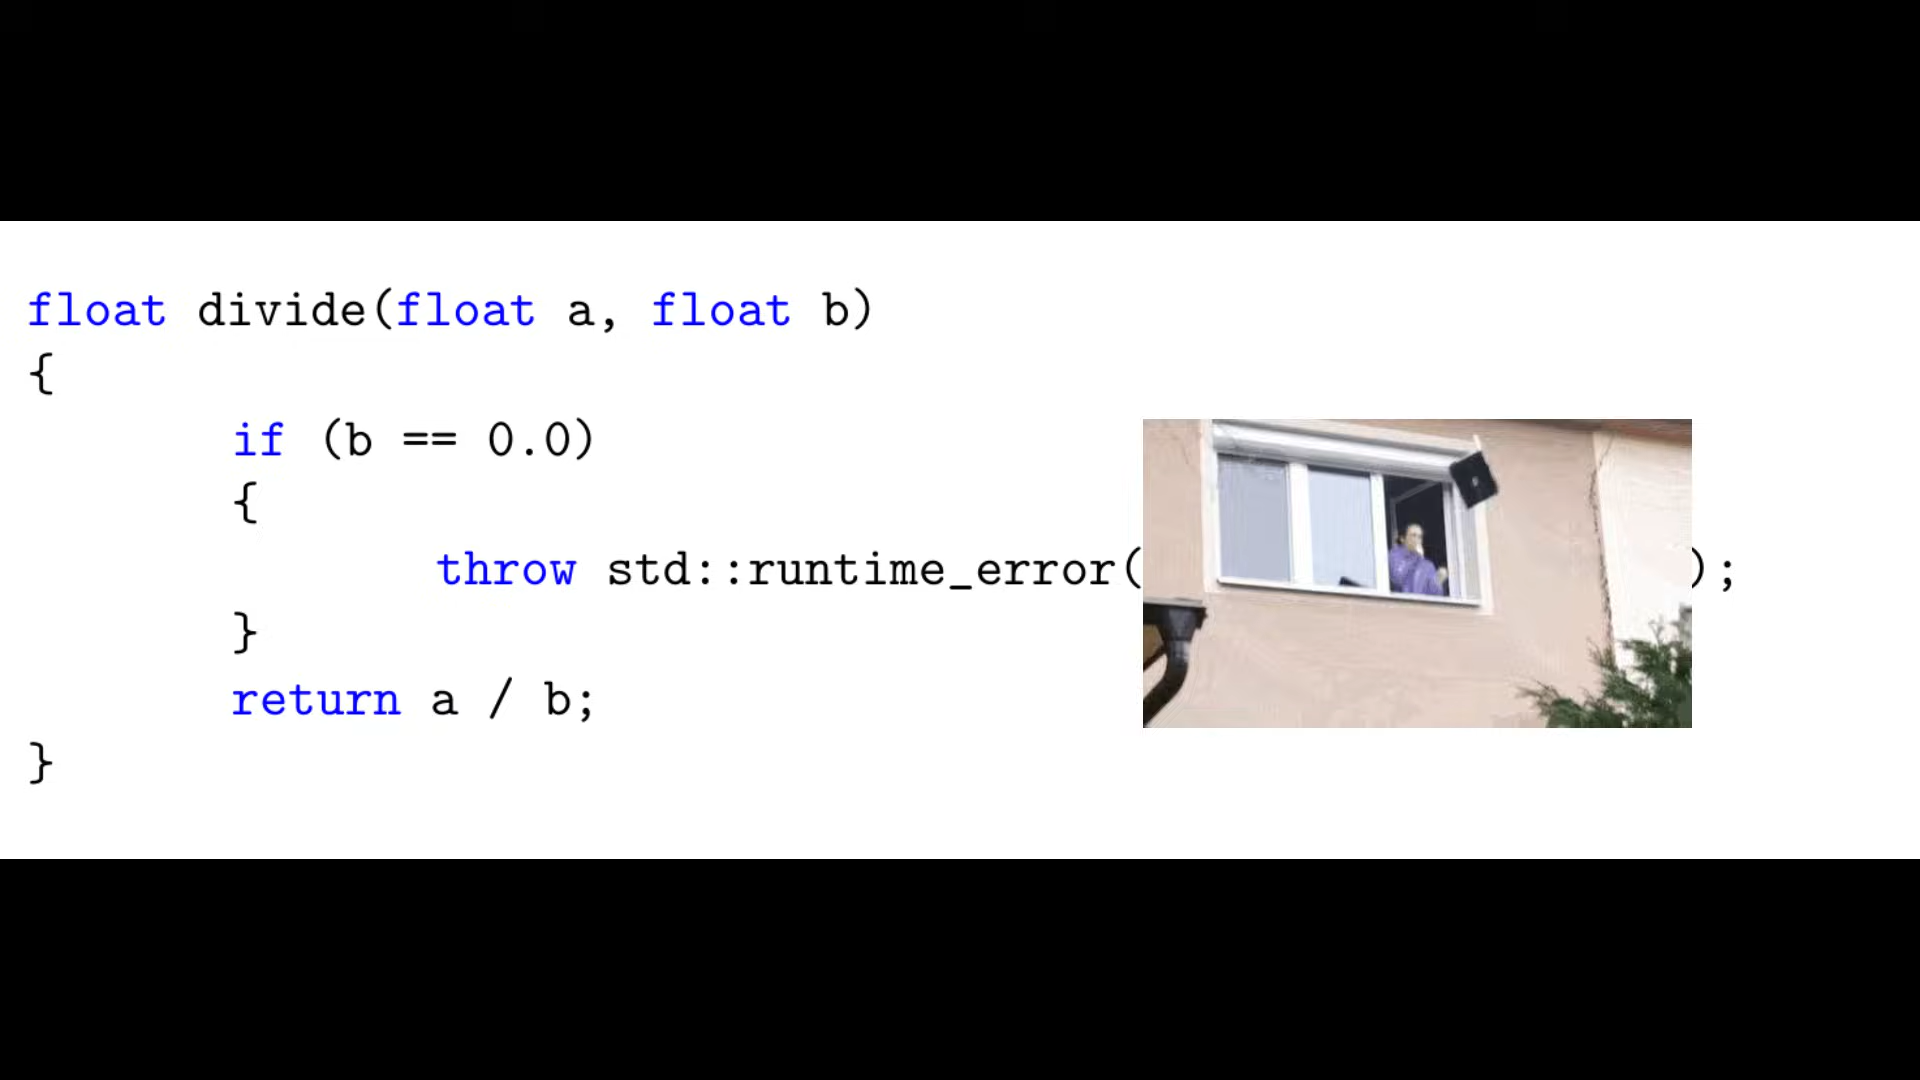 float divide(float a, float b)
{
if (b == 0.0)
{
throw std::runtime_error( );
}
return a / b;
}